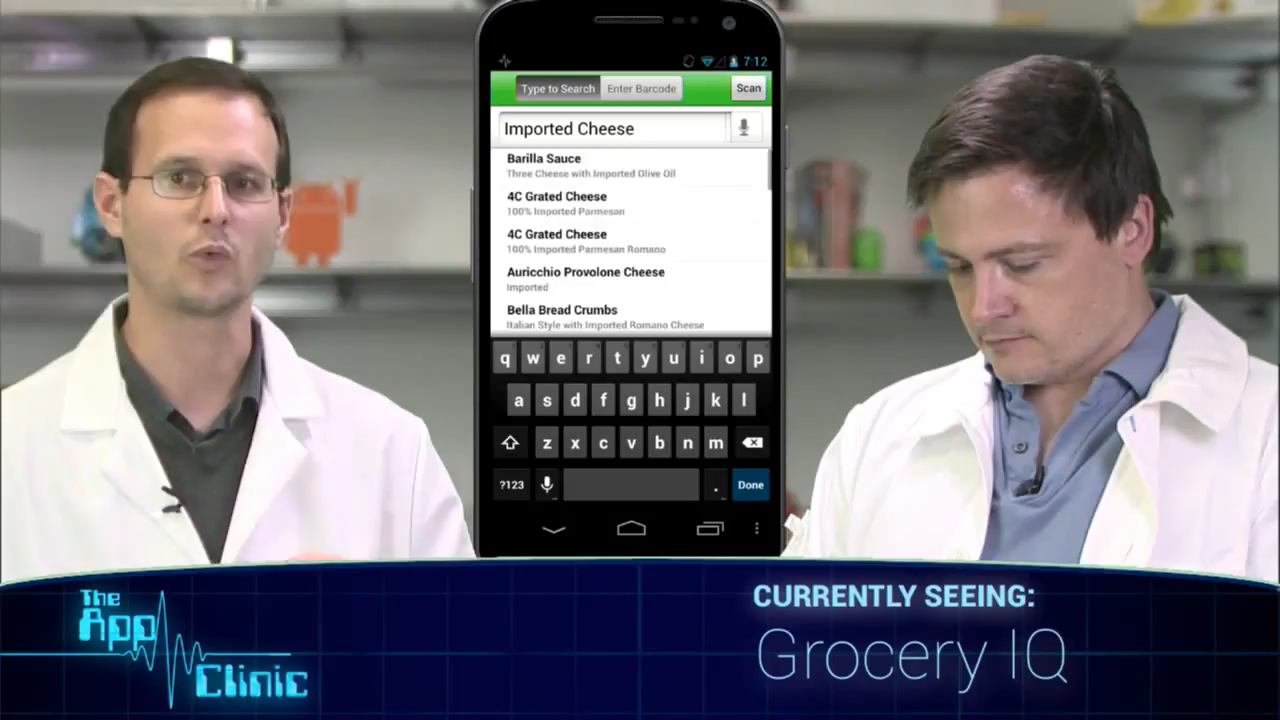 7:12
Type to Search Enter Barcode Scan
Imported Cheese
Barilla Sauce
Three Cheese with Imported Olive Oil
4C Grated Cheese
100% Imported Parmesan
4C Grated Cheese
100% Imported Parmesan Romano
Auricchio Provolone Cheese
Imported
Bella Bread Crumbs
Italian Style with Imported Romano Cheese
q w e r t y u i o p
a s d f g h j k l
z x c v b n m
?123 . Done
The
App
Clinic
CURRENTLY SEEING:
Grocery IQ